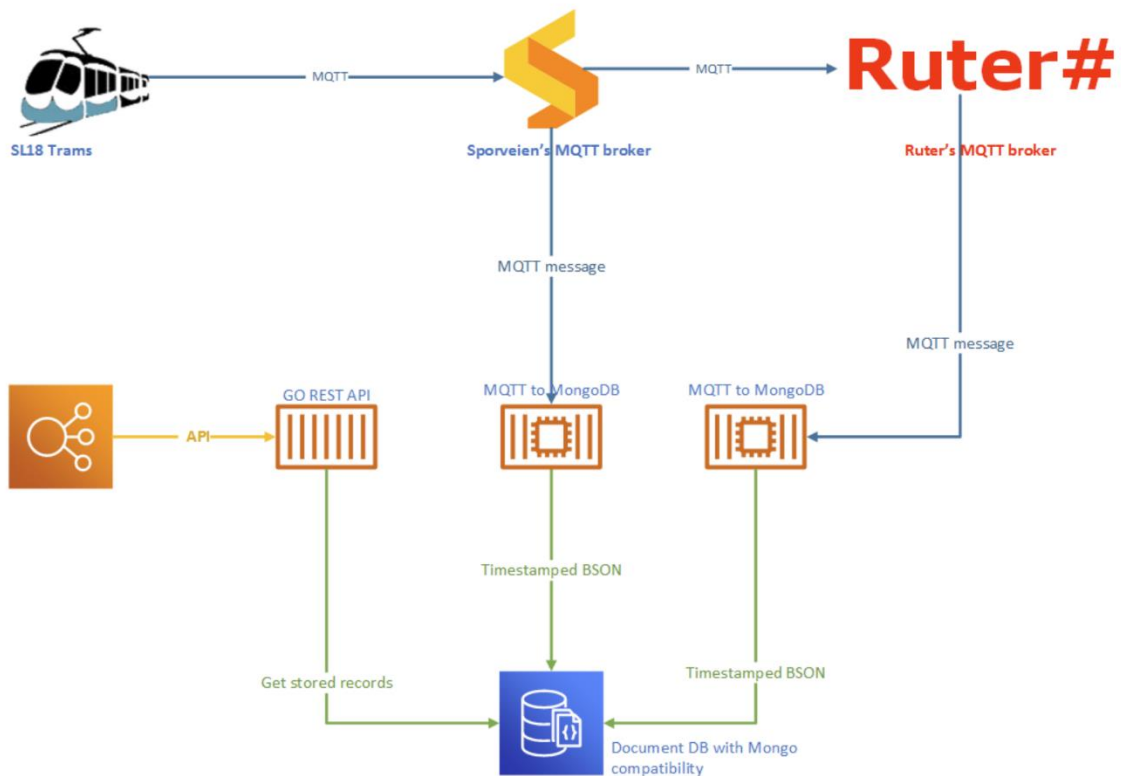 MQTT
MQTT
Ruter#
SL18 Trams
Sporveien's MQTT broker
Ruter's MQTT broker
MQTT message
MQTT message
GO REST API
MQTT to MongoDB
MQTT to MongoDB
API
Timestamped BSON
Timestamped BSON
Get stored records
{}
Document DB with Mongo
compatibility